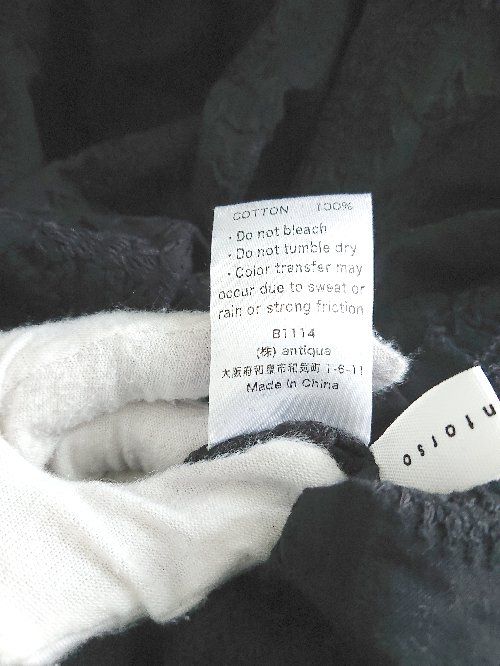 COTTON 100%
・Do not bleach
・Do not tumble dry
・Color transfer may
occur due to sweat or
rain or strong friction
B1114
(株) antiqua
大阪府和泉市和気町 1-6-11
Made in China